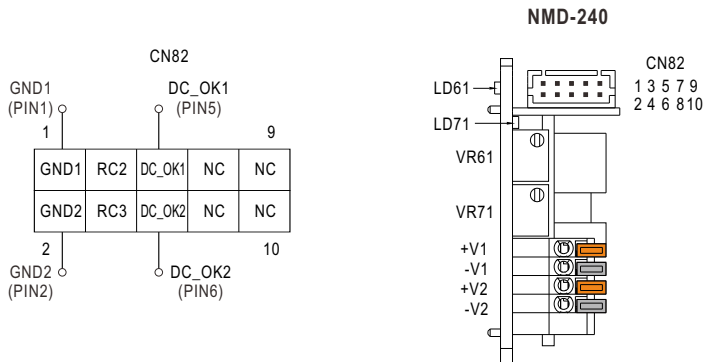 NMD-240
CN82
GND1
(PIN1)
DC_OK1
(PIN5)
1
9
GND1 RC2 DC_OK1 NC NC
GND2 RC3 DC_OK2 NC NC
2
10
GND2
(PIN2)
DC_OK2
(PIN6)
CN82
1 3 5 7 9
2 4 6 8 10
LD61
LD71
VR61
VR71
+V1
-V1
+V2
-V2